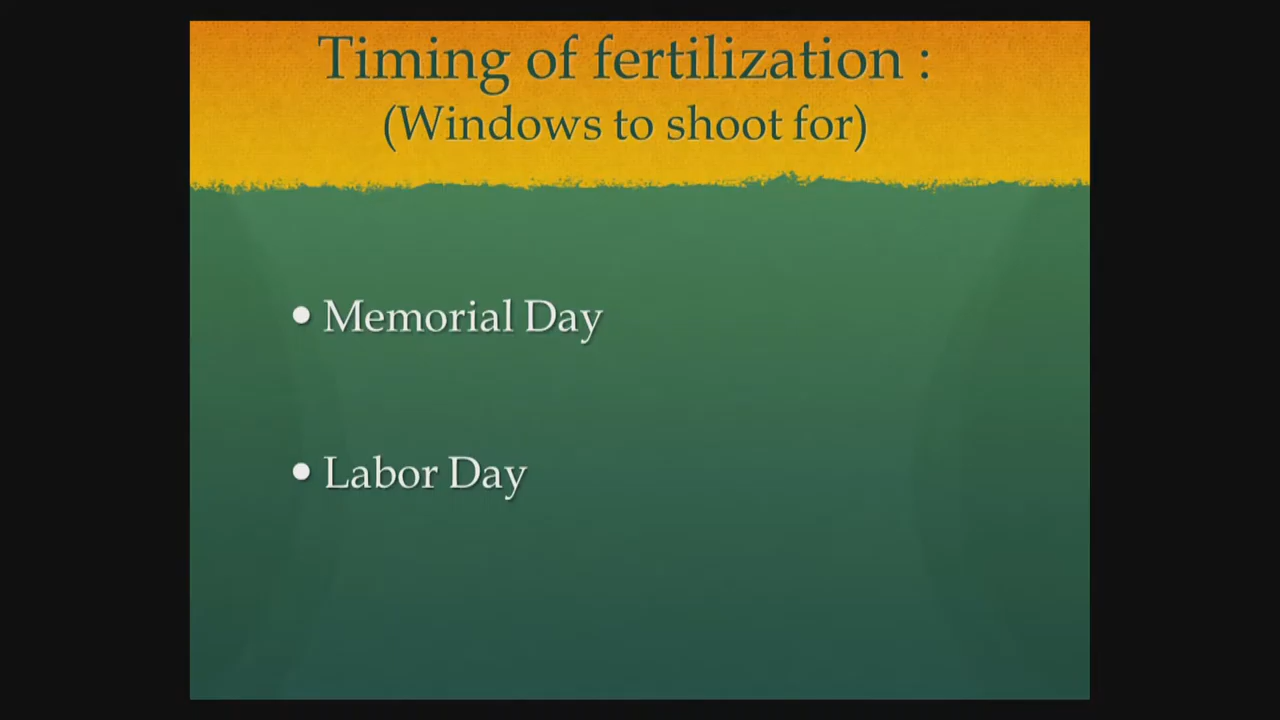 Timing of fertilization :
(Windows to shoot for)
• Memorial Day
• Labor Day